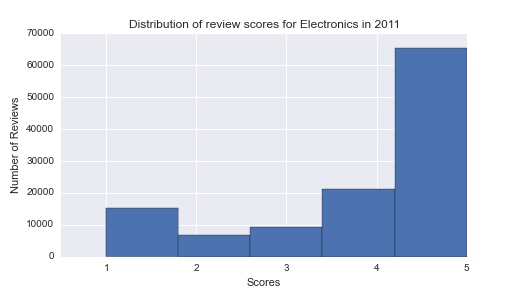 Distribution of review scores for Electronics in 2011
70000
60000
50000
40000
30000
20000
10000
0
Number of Reviews
1 2 3 4 5
Scores